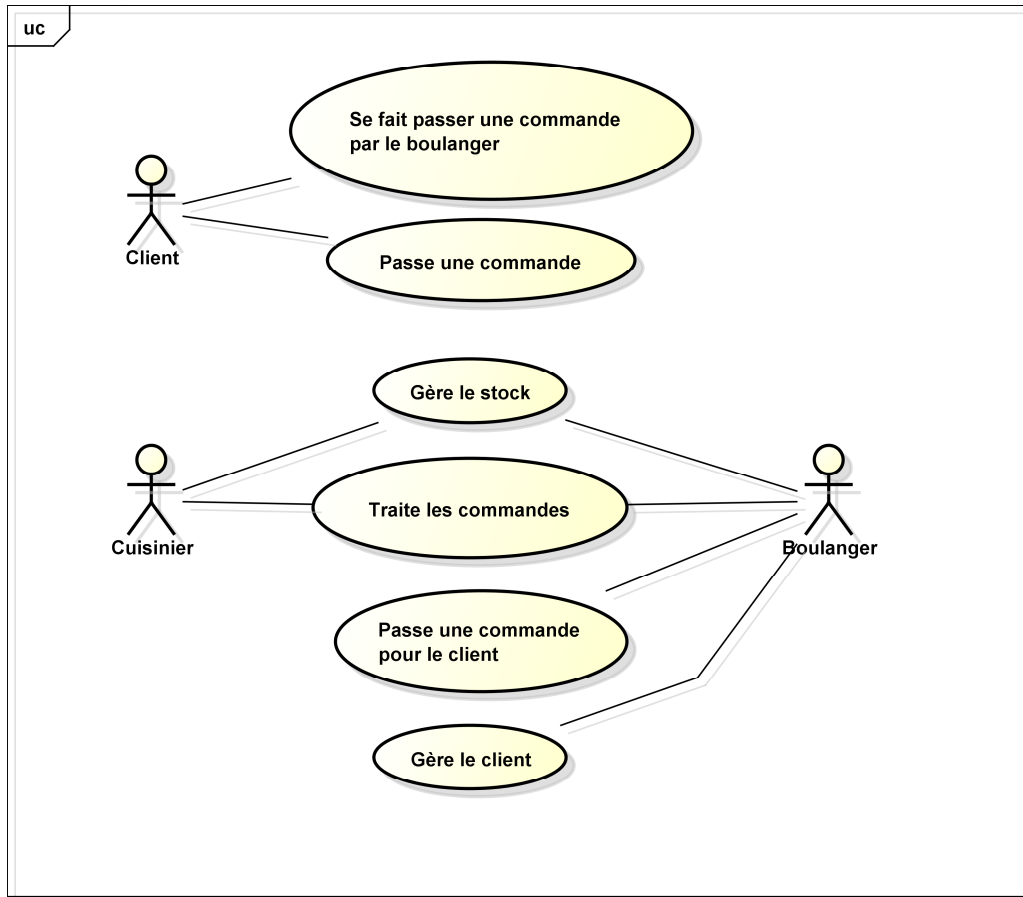 uc
Se fait passer une commande
par le boulanger
Client
Passe une commande
Gère le stock
Traite les commandes
Cuisinier
Boulanger
Passe une commande
pour le client
Gère le client